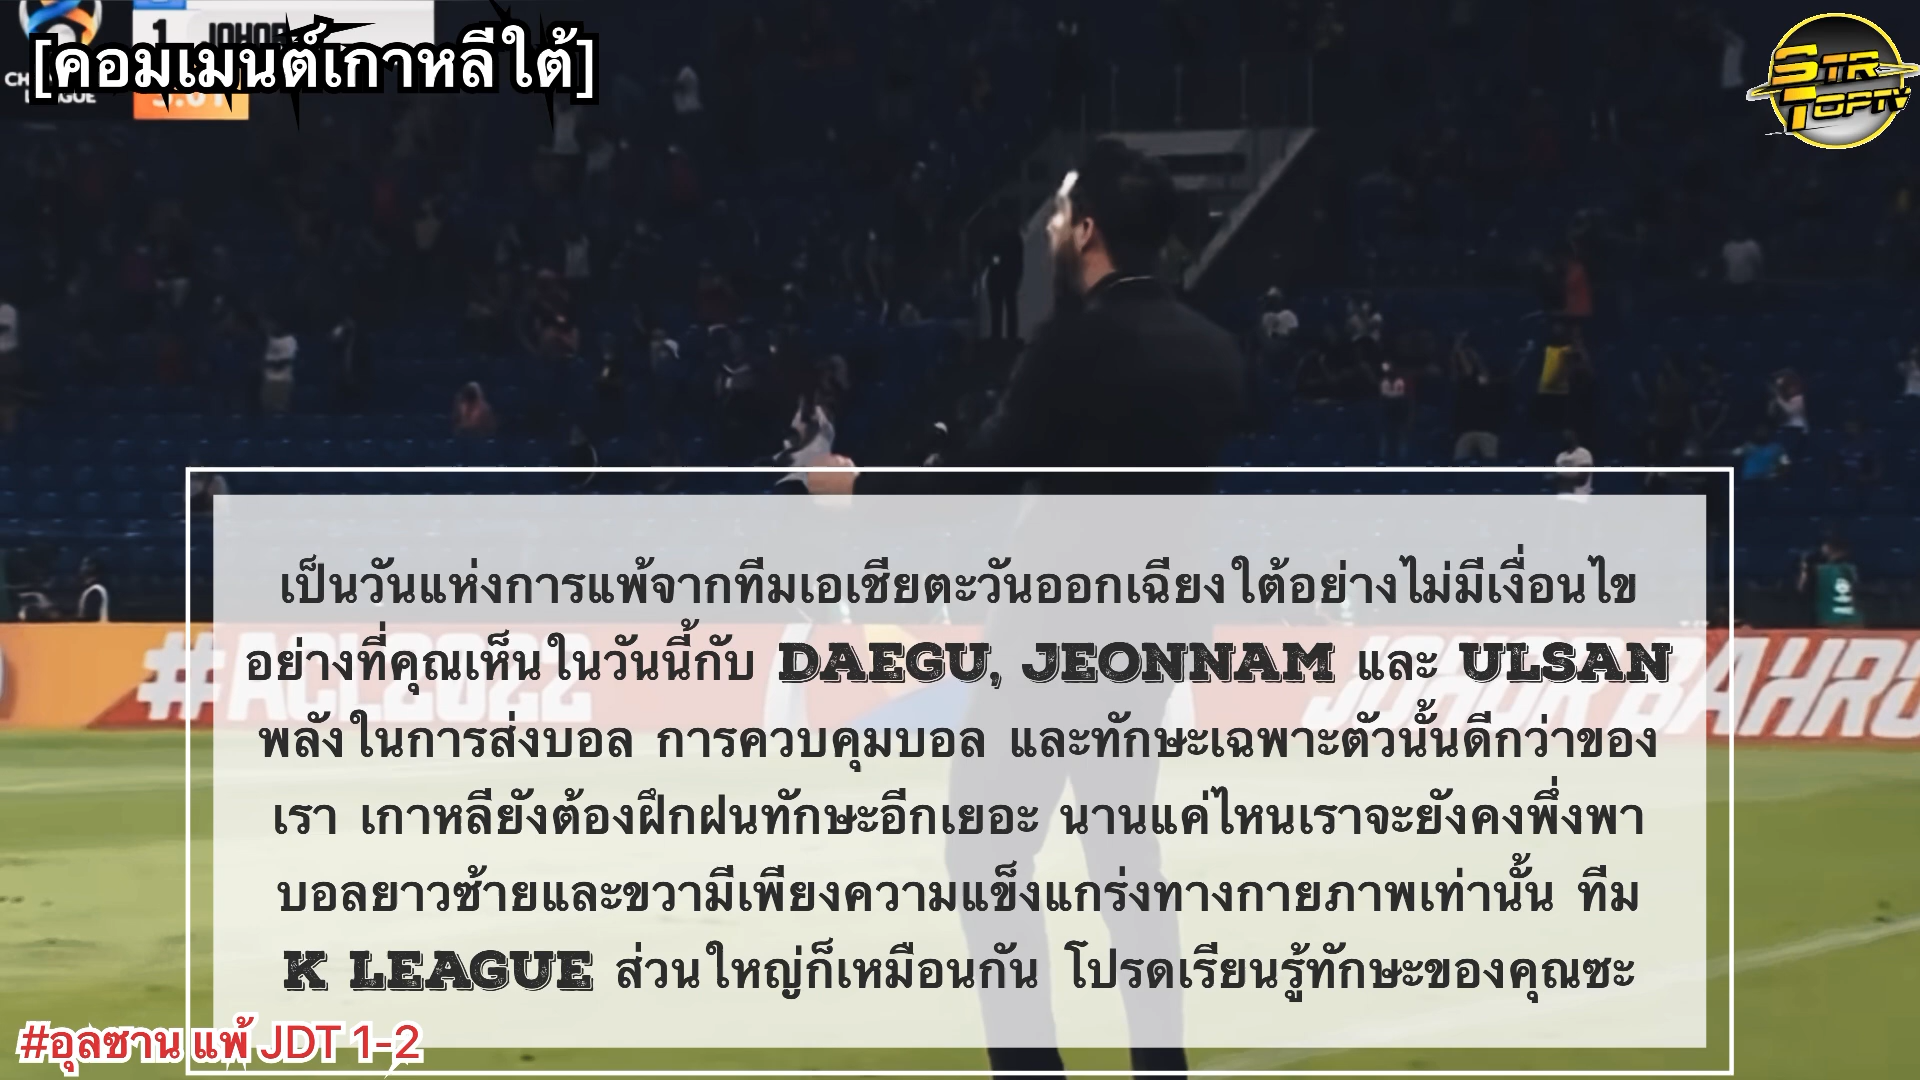 1 JOHOR
[คอมเมนต์เกาหลีใต้]
LEAGUE
STR
TOPTV
เป็นวันแห่งการแพ้จากทีมเอเชียตะวันออกเฉียงใต้อย่างไม่มีเงื่อนไข
อย่างที่คุณเห็นในวันนี้กับ DAEGU, JEONNAM และ ULSAN
พลังในการส่งบอล การควบคุมบอล และทักษะเฉพาะตัวนั้นดีกว่าของ
เรา เกาหลียังต้องฝึกฝนทักษะอีกเยอะ นานแค่ไหนเราจะยังคงพึ่งพา
บอลยาวซ้ายและขวามีเพียงความแข็งแกร่งทางกายภาพเท่านั้น ทีม
K LEAGUE ส่วนใหญ่ก็เหมือนกัน โปรดเรียนรู้ทักษะของคุณซะ
#ACL2022 JOHOR BAHRU
#อุลซาน แพ้ JDT 1-2